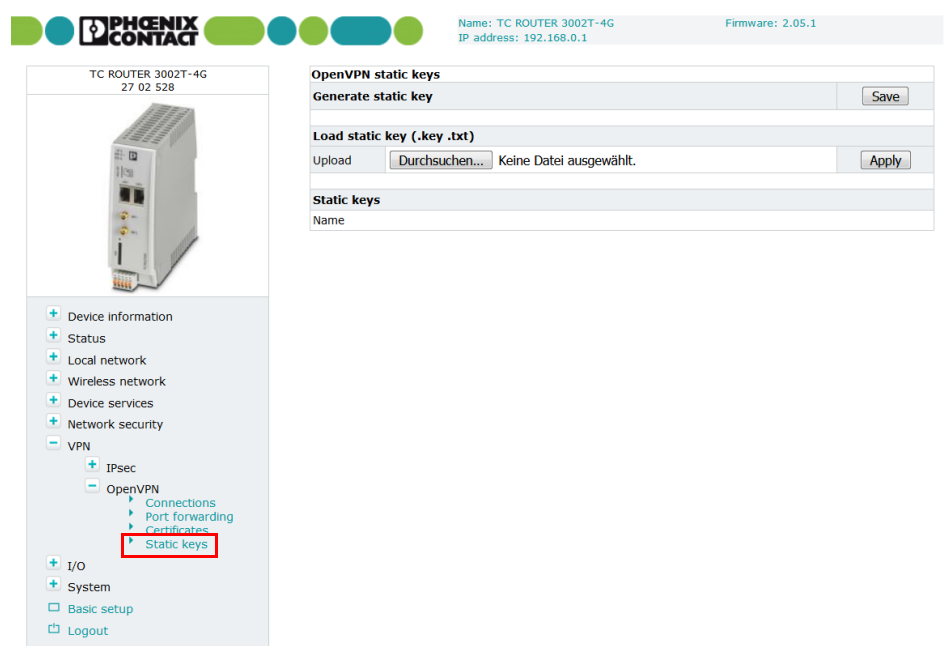 PHŒNIX
CONTACT
Name: TC ROUTER 3002T-4G
IP address: 192.168.0.1
Firmware: 2.05.1
TC ROUTER 3002T-4G
27 02 528
Device information
Status
Local network
Wireless network
Device services
Network security
VPN
IPsec
OpenVPN
Connections
Port forwarding
Certificates
Static keys
I/O
System
Basic setup
Logout
OpenVPN static keys
Generate static key Save
Load static key (.key .txt)
Upload Durchsuchen... Keine Datei ausgewählt. Apply
Static keys
Name